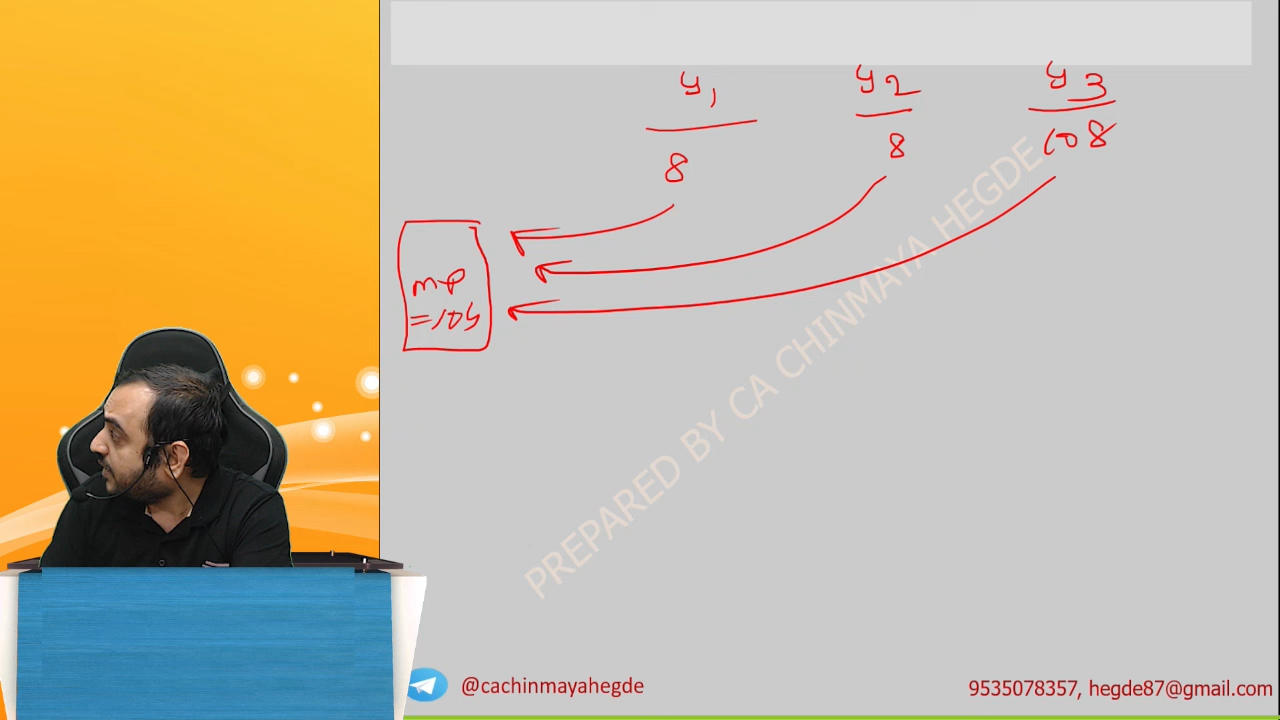 y1 y2 y3
8 8 108
mp
=105
PREPARED BY CA CHINMAYA HEGDE
@cachinmayahegde
9535078357, hegde87@gmail.com